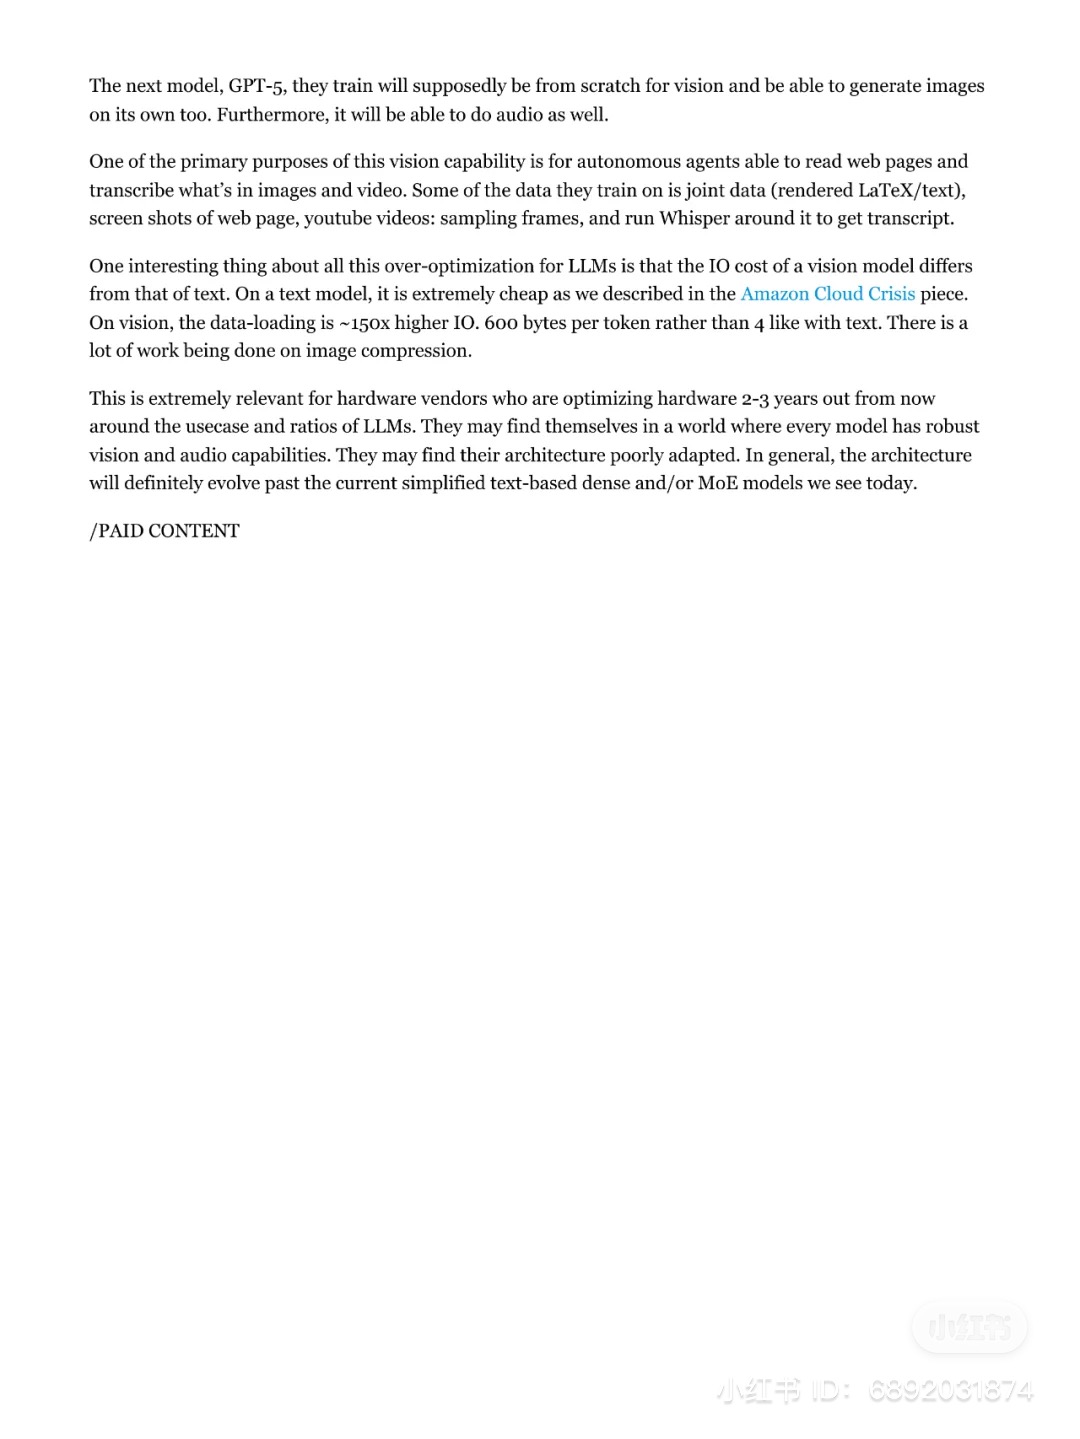 The next model, GPT-5, they train will supposedly be from scratch for vision and be able to generate images
on its own too. Furthermore, it will be able to do audio as well.
One of the primary purposes of this vision capability is for autonomous agents able to read web pages and
transcribe what's in images and video. Some of the data they train on is joint data (rendered LaTeX/text),
screen shots of web page, youtube videos: sampling frames, and run Whisper around it to get transcript.
One interesting thing about all this over-optimization for LLMs is that the IO cost of a vision model differs
from that of text. On a text model, it is extremely cheap as we described in the Amazon Cloud Crisis piece.
On vision, the data-loading is ~150x higher IO. 600 bytes per token rather than 4 like with text. There is a
lot of work being done on image compression.
This is extremely relevant for hardware vendors who are optimizing hardware 2-3 years out from now
around the usecase and ratios of LLMs. They may find themselves in a world where every model has robust
vision and audio capabilities. They may find their architecture poorly adapted. In general, the architecture
will definitely evolve past the current simplified text-based dense and/or MoE models we see today.
/PAID CONTENT
小红书
小红书 ID: 6892031874